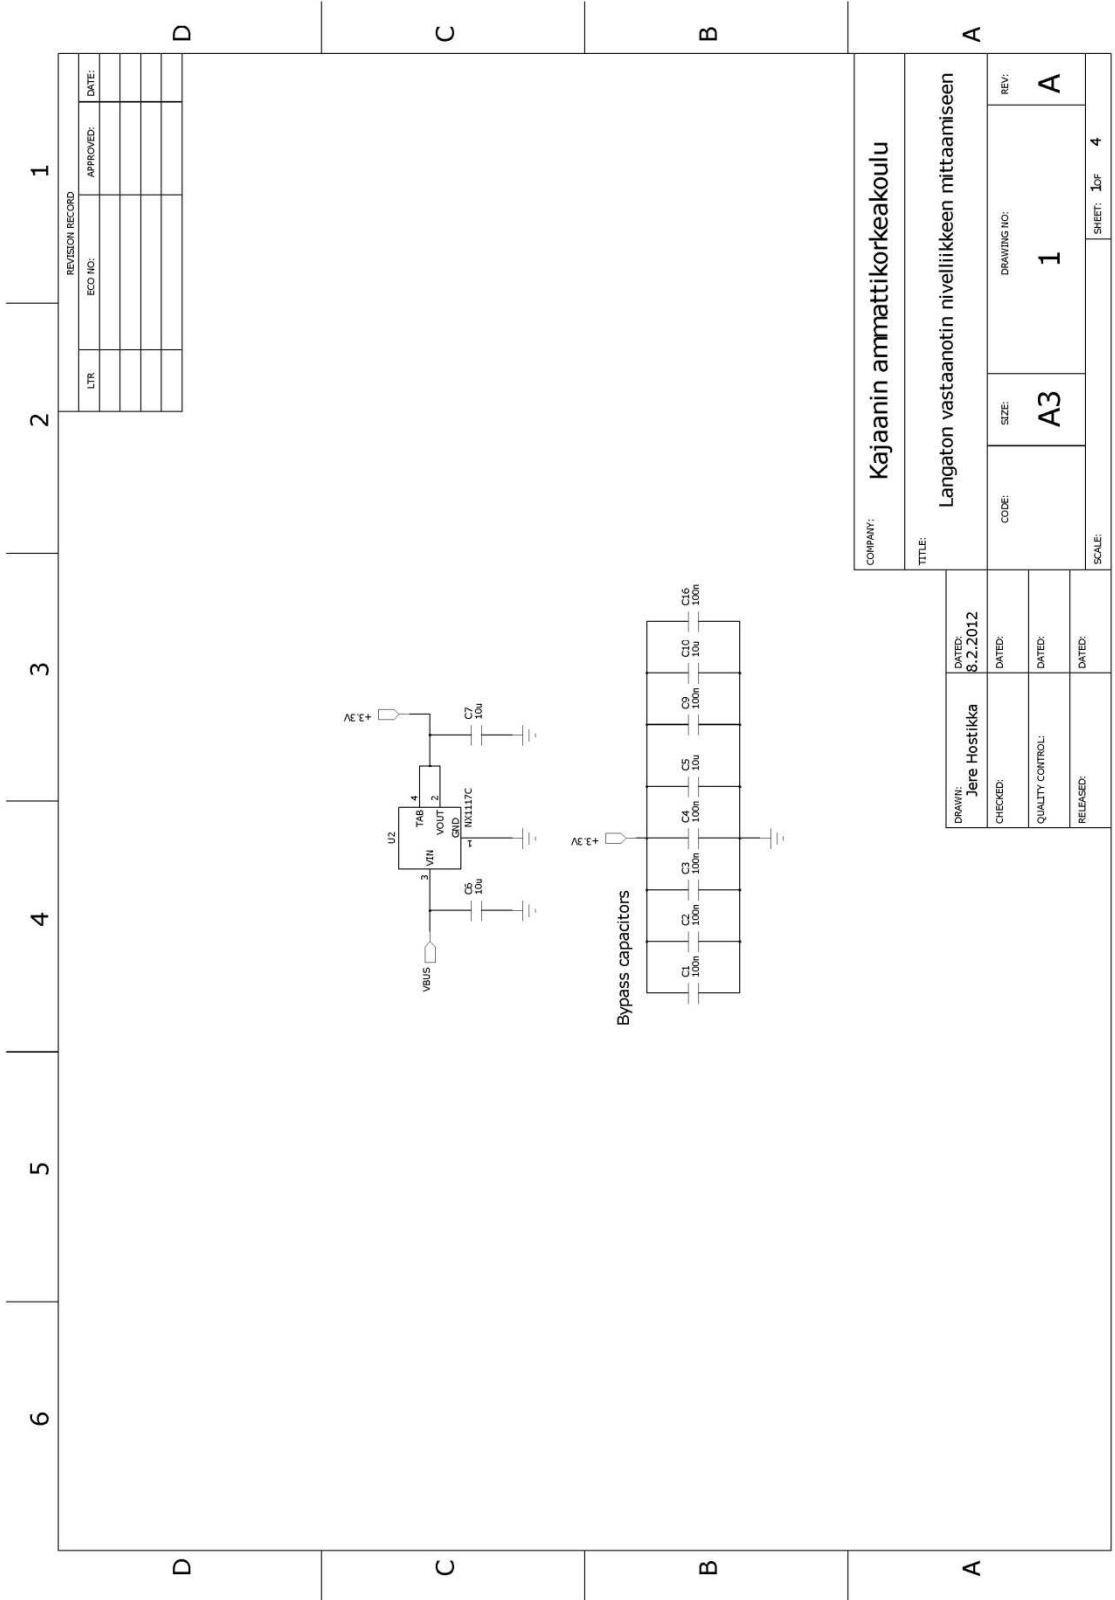 6
5
4
3
2
1
D
D
C
C
B
B
A
A
REVISION RECORD
LTR
ECO NO:
APPROVED:
DATE:
+3.3V
U2
VBUS
3
VIN
TAB
4
VOUT
2
GND
1
NX1117C
C6
10u
C7
10u
Bypass capacitors
+3.3V
C1
100n
C2
100n
C3
100n
C4
100n
C5
10u
C9
100n
C10
10u
C16
100n
COMPANY:
Kajaanin ammattikorkeakoulu
TITLE:
Langaton vastaanotin nivelliikkeen mittaamiseen
DRAWN:
Jere Hostikka
DATED:
8.2.2012
CHECKED:
DATED:
QUALITY CONTROL:
DATED:
RELEASED:
DATED:
CODE:
SIZE:
A3
DRAWING NO:
1
REV:
A
SCALE:
SHEET: 1OF 4